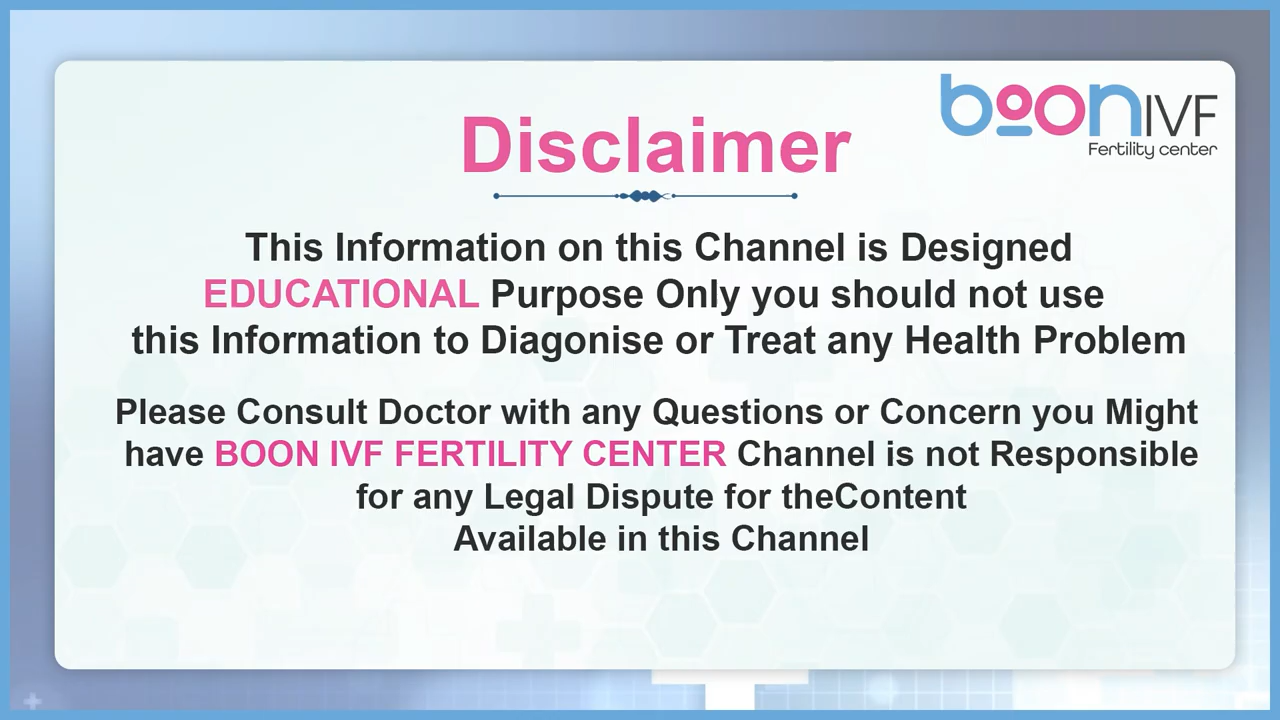 boonIVF
Fertility center
Disclaimer
This Information on this Channel is Designed
EDUCATIONAL Purpose Only you should not use
this Information to Diagonise or Treat any Health Problem
Please Consult Doctor with any Questions or Concern you Might
have BOON IVF FERTILITY CENTER Channel is not Responsible
for any Legal Dispute for theContent
Available in this Channel